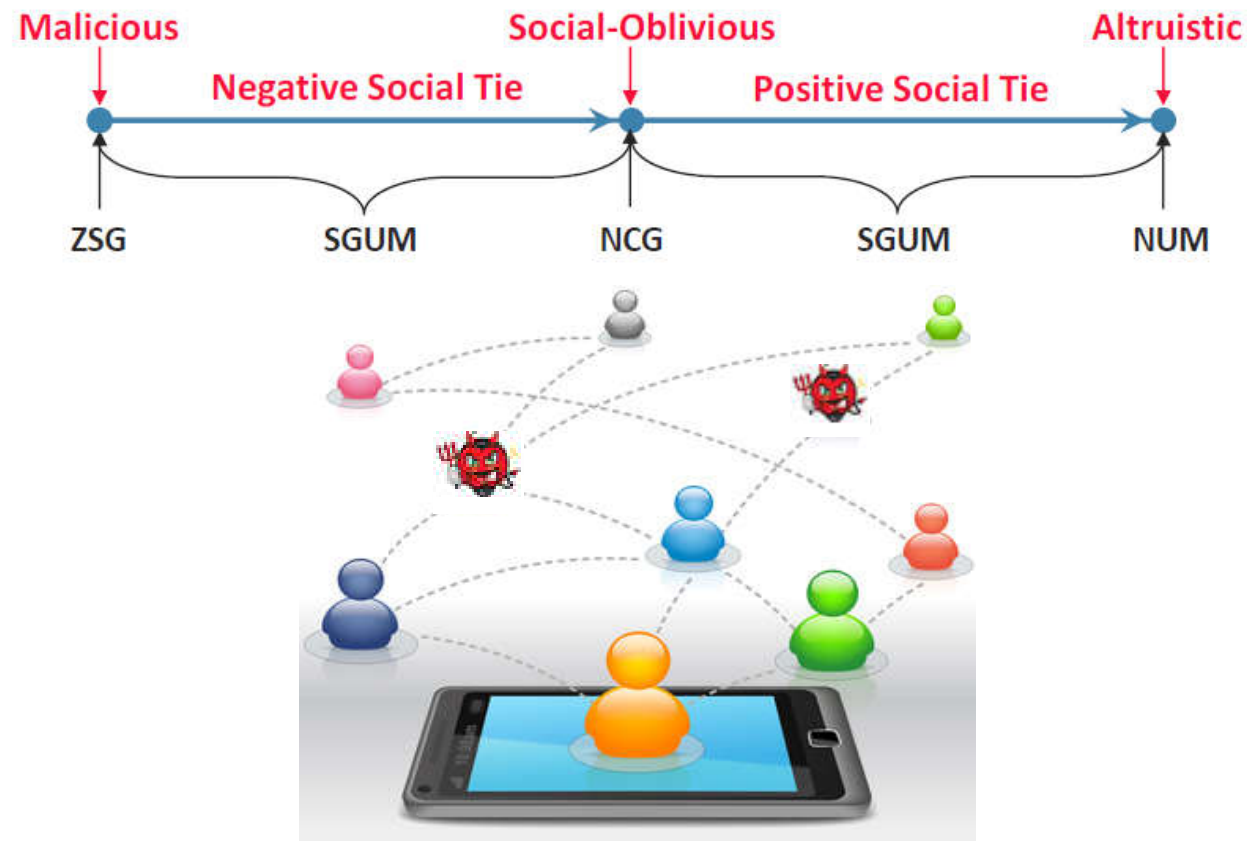 Malicious Social-Oblivious Altruistic
Negative Social Tie Positive Social Tie
ZSG SGUM NCG SGUM NUM